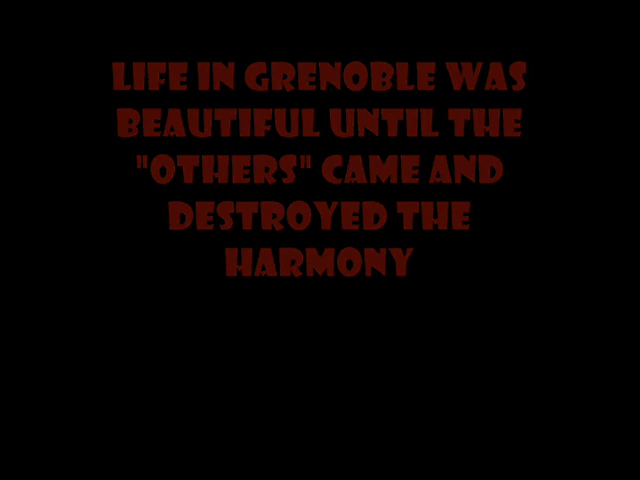 LIFE IN GRENOBLE WAS
BEAUTIFUL UNTIL THE
"OTHERS" CAME AND
DESTROYED THE
HARMONY